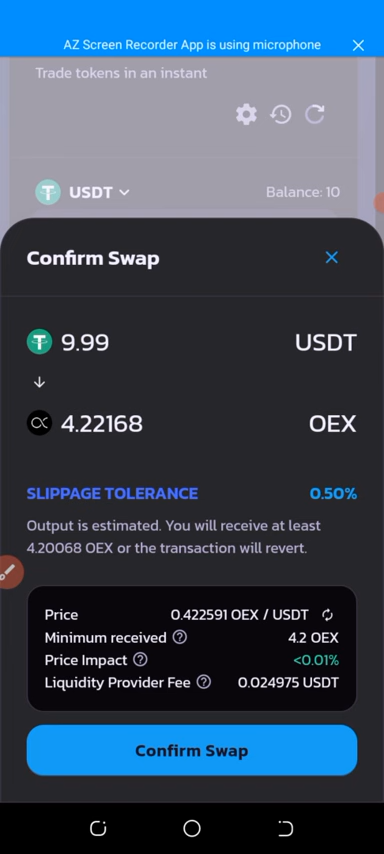 AZ Screen Recorder App is using microphone
Trade tokens in an instant
USDT Balance: 10
Confirm Swap
9.99 USDT
4.22168 OEX
SLIPPAGE TOLERANCE 0.50%
Output is estimated. You will receive at least
4.20068 OEX or the transaction will revert.
Price 0.422591 OEX / USDT
Minimum received 4.2 OEX
Price Impact <0.01%
Liquidity Provider Fee 0.024975 USDT
Confirm Swap